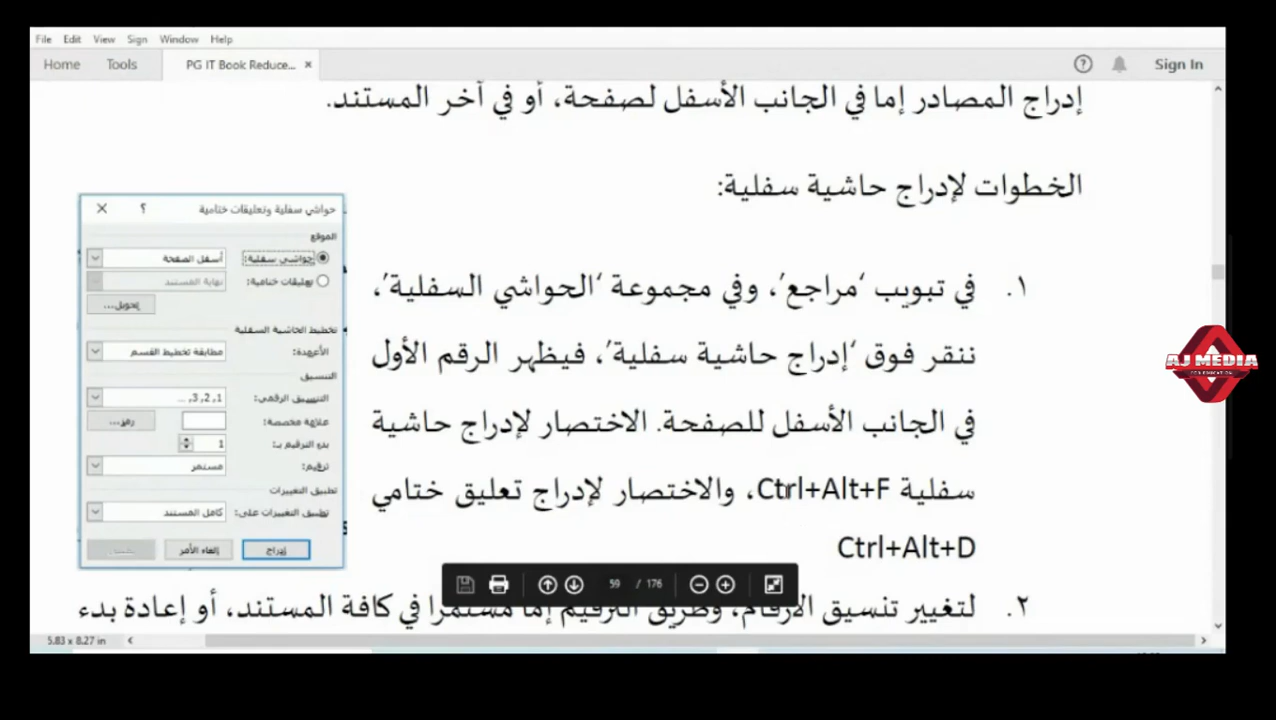 File Edit View Sign Window Help
Home Tools PG IT Book Reduce... × Sign In
إدراج المصادر إما في الجانب الأسفل لصفحة، أو في آخر المستند.
الخطوات لإدراج حاشية سفلية:
١. في تبويب ‘مراجع’، وفي مجموعة ‘الحواشي السفلية’،
ننقر فوق ‘إدراج حاشية سفلية’، فيظهر الرقم الأول
في الجانب الأسفل للصفحة. الاختصار لإدراج حاشية
سفلية Ctrl+Alt+F، والاختصار لإدراج تعليق ختامي
Ctrl+Alt+D
٢. لتغيير تنسيق الأرقام، وطريق الترقيم إما مستمرا في كافة المستند، أو إعادة بدء
حواشي سفلية وتعليقات ختامية
الموقع
حواشي سفلية: أسفل الصفحة
تعليقات ختامية: نهاية المستند
تحويل...
تخطيط الحاشية السفلية
الأعمدة: مطابقة تخطيط القسم
التنسيق
التنسيق الرقمي: 1, 2, 3, ...
علامة مخصصة: رمز...
بدء الترقيم بـ: 1
ترقيم: مستمر
تطبيق التغييرات
تطبيق التغييرات على: كامل المستند
إدراج إلغاء الأمر
59 / 176
5.83 x 8.27 in
AJ MEDIA
FOR EDUCATION